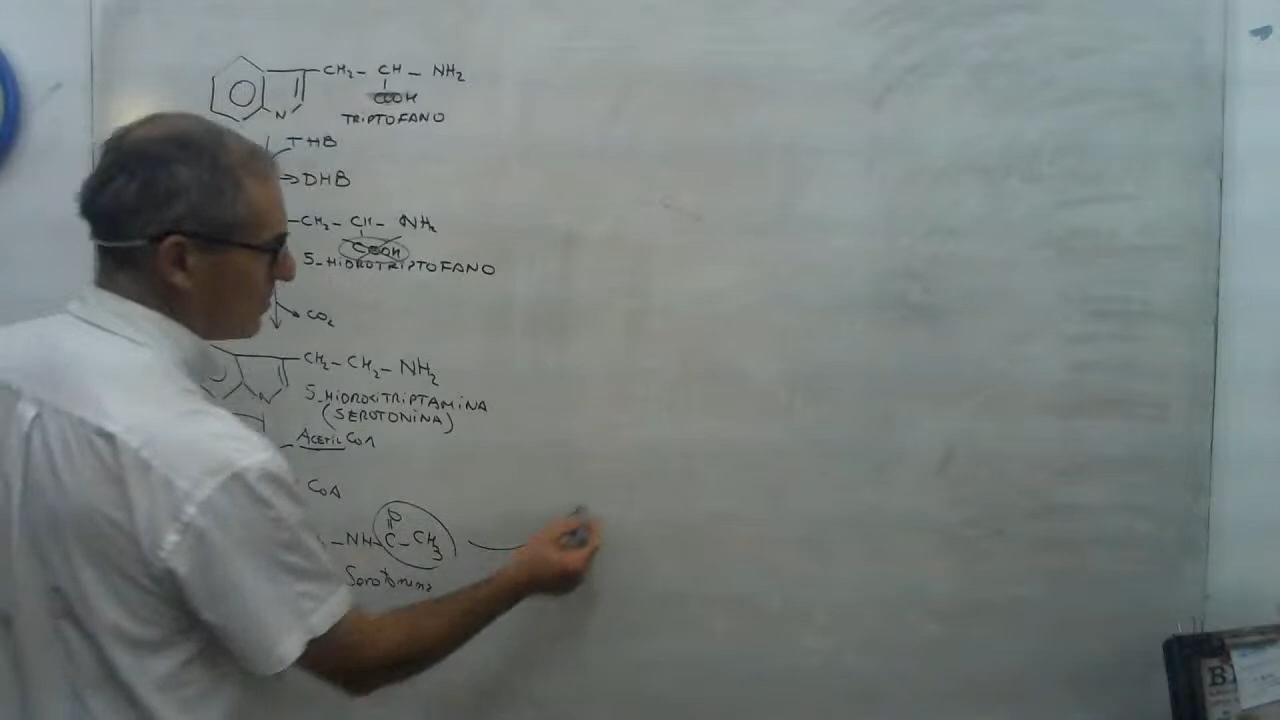 CH₂ - CH - NH₂
COOH
N
TRIPTOFANO
THB
DHB
CH₂ - CH - NH₂
COOH
5-HIDROTRIPTOFANO
CO₂
CH₂ - CH₂ - NH₂
N
5-HIDROXITRIPTAMINA
(SEROTONINA)
ACETIL CoA
CoA
O
-NH-C-CH₃
Serotonina
B